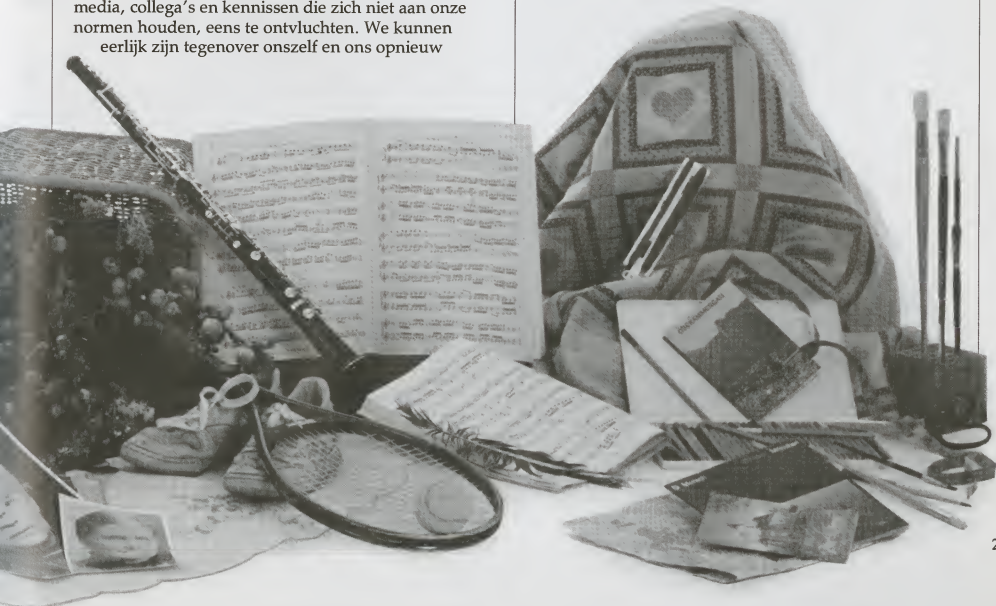 media, collega's en kennissen die zich niet aan onze
normen houden, eens te ontvluchten. We kunnen
eerlijk zijn tegenover onszelf en ons opnieuw